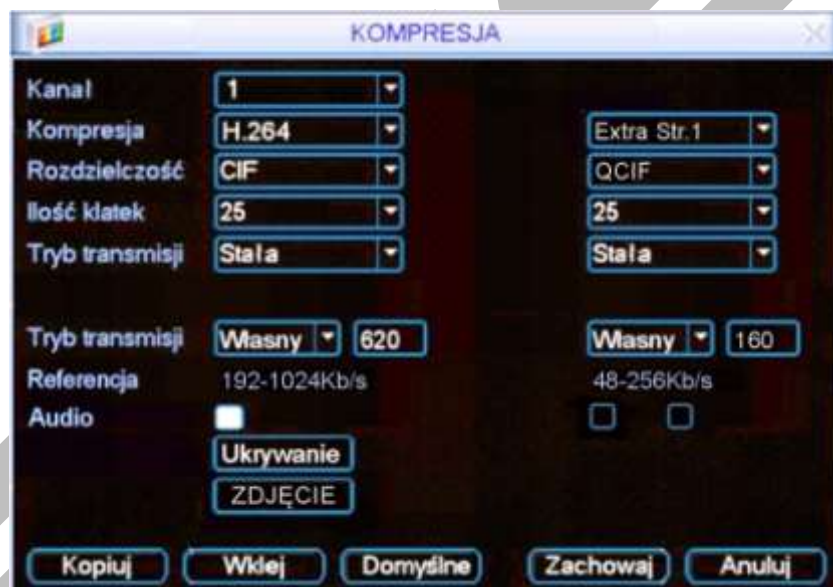 KOMPRESJA
Kanał 1
Kompresja H.264 Extra Str.1
Rozdzielczość CIF QCIF
Ilość klatek 25 25
Tryb transmisji Stała Stała
Tryb transmisji Własny 620 Własny 160
Referencja 192-1024Kb/s 48-256Kb/s
Audio
Ukrywanie
ZDJĘCIE
Kopiuj Wklej Domyślne Zachowaj Anuluj